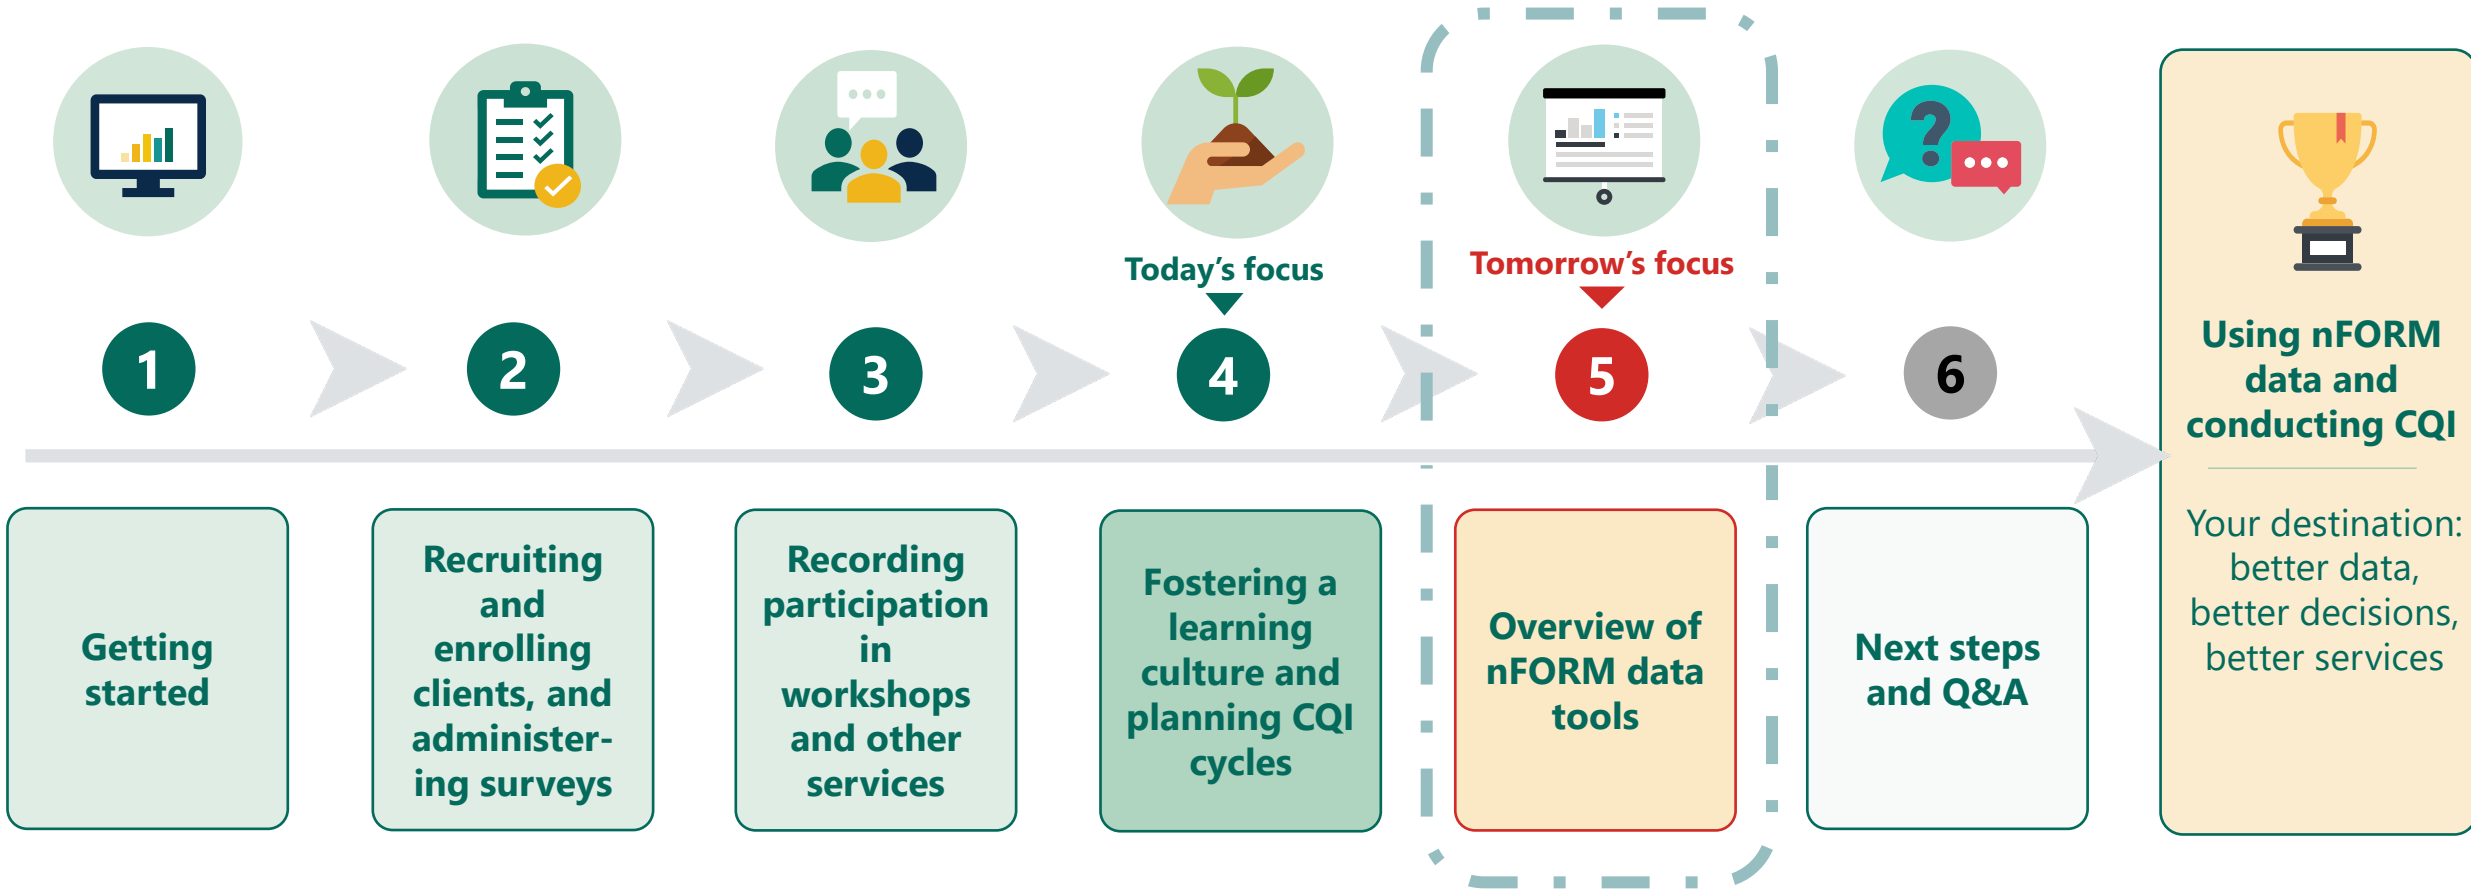 Today's focus
Tomorrow's focus
1
2
3
4
5
6
Getting
started
Recruiting
and
enrolling
clients, and
administer-
ing surveys
Recording
participation
in
workshops
and other
services
Fostering a
learning
culture and
planning CQI
cycles
Overview of
nFORM data
tools
Next steps
and Q&A
Using nFORM
data and
conducting CQI
Your destination:
better data,
better decisions,
better services